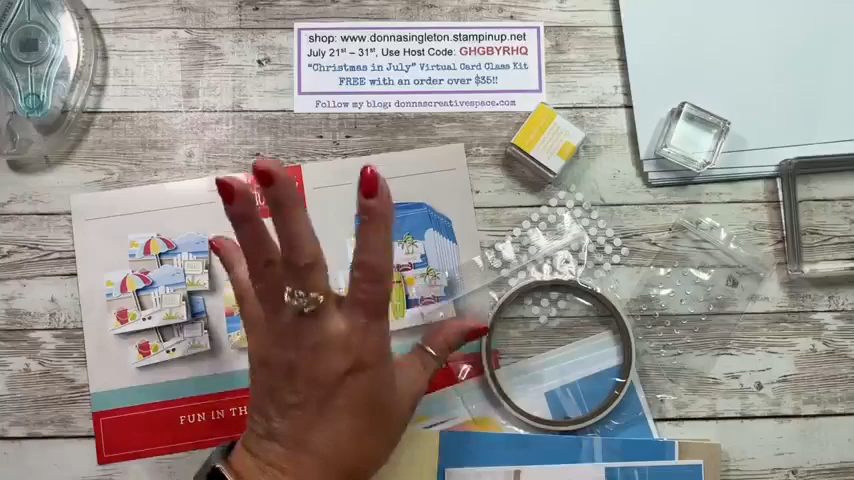 shop: www.donnasingleton.stampinup.net
July 21st – 31st, Use Host Code: GHGBYRHQ
"Christmas in July" Virtual Card Class Kit
FREE with an order over $35!!
Follow my blog: donnascreativespace.com
FUN IN TH